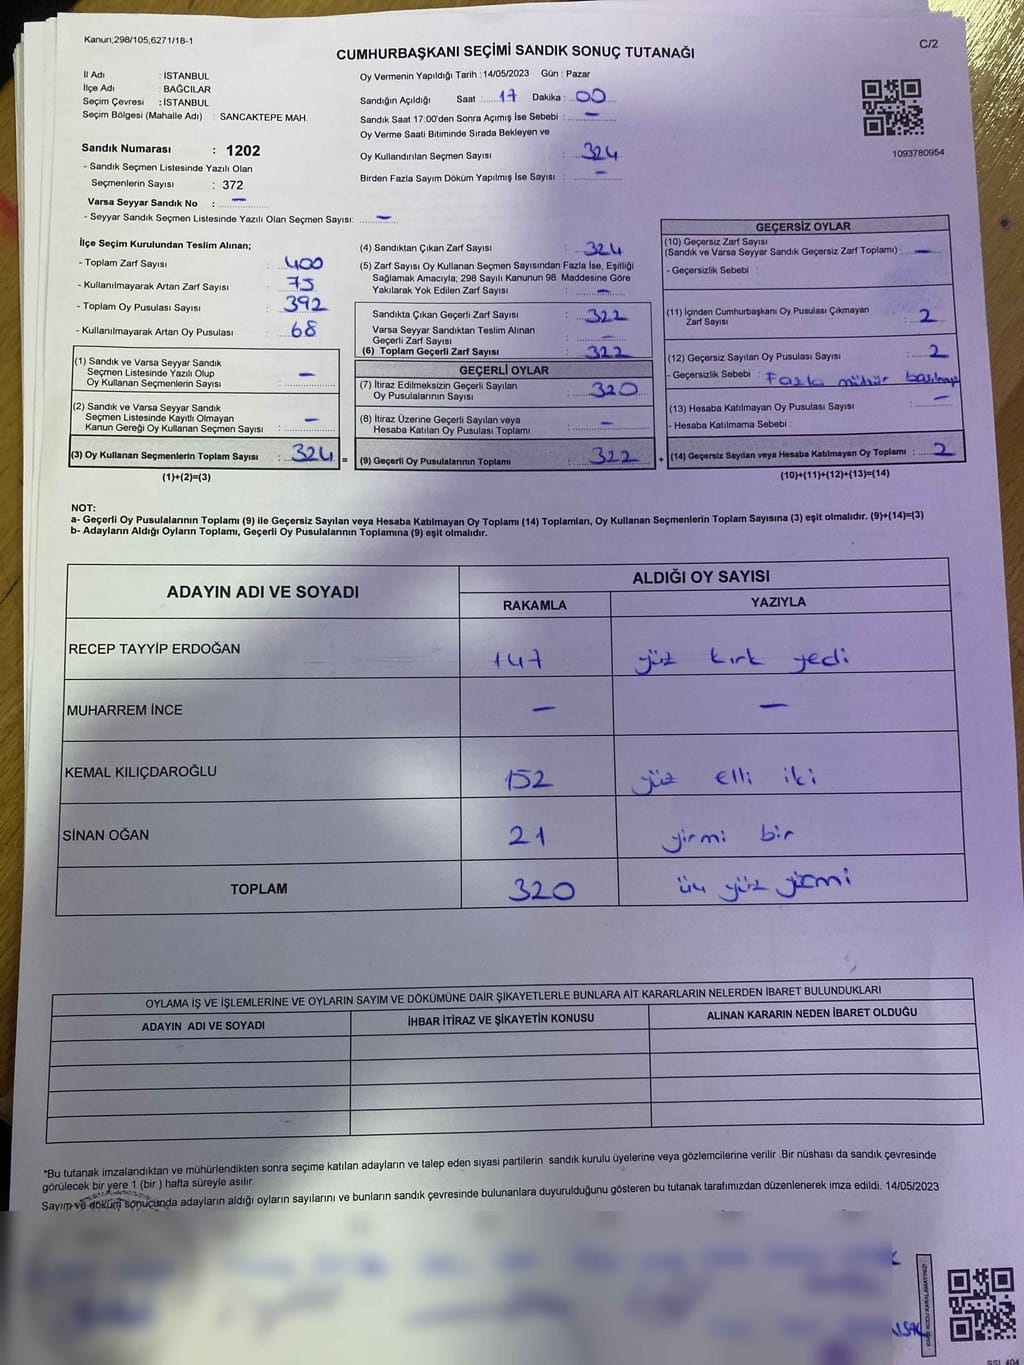 Kanun;298/105,6271/18-1
C/2
CUMHURBAŞKANI SEÇİMİ SANDIK SONUÇ TUTANAĞI
İl Adı : İSTANBUL
İlçe Adı : BAĞCILAR
Seçim Çevresi : İSTANBUL
Seçim Bölgesi (Mahalle Adı) : SANCAKTEPE MAH.
Sandık Numarası : 1202
- Sandık Seçmen Listesinde Yazılı Olan
Seçmenlerin Sayısı : 372
Varsa Seyyar Sandık No : —
- Seyyar Sandık Seçmen Listesinde Yazılı Olan Seçmen Sayısı: —
Oy Vermenin Yapıldığı Tarih : 14/05/2023 Gün : Pazar
Sandığın Açıldığı Saat : 17 Dakika : 00
Sandık Saat 17:00'den Sonra Açımış İse Sebebi : —
Oy Verme Saati Bitiminde Sırada Bekleyen ve
Oy Kullandırılan Seçmen Sayısı : 324
Birden Fazla Sayım Döküm Yapılmış İse Sayısı : —
1093780954
İlçe Seçim Kurulundan Teslim Alınan;
- Toplam Zarf Sayısı : 400
- Kullanılmayarak Artan Zarf Sayısı : 75
- Toplam Oy Pusulası Sayısı : 392
- Kullanılmayarak Artan Oy Pusulası : 68
(1) Sandık ve Varsa Seyyar Sandık
Seçmen Listesinde Yazılı Olup
Oy Kullanan Seçmenlerin Sayısı : —
(2) Sandık ve Varsa Seyyar Sandık
Seçmen Listesinde Kayıtlı Olmayan
Kanun Gereği Oy Kullanan Seçmen Sayısı : —
(3) Oy Kullanan Seçmenlerin Toplam Sayısı : 324 =
(1)+(2)=(3)
(4) Sandıktan Çıkan Zarf Sayısı : 324
(5) Zarf Sayısı Oy Kullanan Seçmen Sayısından Fazla İse, Eşitliği
Sağlamak Amacıyla; 298 Sayılı Kanunun 98. Maddesine Göre
Yakılarak Yok Edilen Zarf Sayısı : —
Sandıkta Çıkan Geçerli Zarf Sayısı : 322
Varsa Seyyar Sandıktan Teslim Alınan
Geçerli Zarf Sayısı : —
(6) Toplam Geçerli Zarf Sayısı : 322
GEÇERLİ OYLAR
(7) İtiraz Edilmeksizin Geçerli Sayılan
Oy Pusulalarının Sayısı : 320
(8) İtiraz Üzerine Geçerli Sayılan veya
Hesaba Katılan Oy Pusulası Toplamı : —
(9) Geçerli Oy Pusulalarının Toplamı : 322 +
GEÇERSİZ OYLAR
(10) Geçersiz Zarf Sayısı
(Sandık ve Varsa Seyyar Sandık Geçersiz Zarf Toplamı) : —
- Geçersizlik Sebebi :
(11) İçinden Cumhurbaşkanı Oy Pusulası Çıkmayan
Zarf Sayısı : 2
(12) Geçersiz Sayılan Oy Pusulası Sayısı : 2
- Geçersizlik Sebebi : Fazla mühür
(13) Hesaba Katılmayan Oy Pusulası Sayısı : —
- Hesaba Katılmama Sebebi :
(14) Geçersiz Sayılan veya Hesaba Katılmayan Oy Toplamı : 2
(10)+(11)+(12)+(13)=(14)
NOT:
a- Geçerli Oy Pusulalarının Toplamı (9) ile Geçersiz Sayılan veya Hesaba Katılmayan Oy Toplamı (14) Toplamları, Oy Kullanan Seçmenlerin Toplam Sayısına (3) eşit olmalıdır. (9)+(14)=(3)
b- Adayların Aldığı Oyların Toplamı, Geçerli Oy Pusulalarının Toplamına (9) eşit olmalıdır.
ADAYIN ADI VE SOYADI
ALDIĞI OY SAYISI
RAKAMLA YAZIYLA
RECEP TAYYİP ERDOĞAN 147 yüz kırk yedi
MUHARREM İNCE — —
KEMAL KILIÇDAROĞLU 152 yüz elli iki
SİNAN OĞAN 21 yirmi bir
TOPLAM 320 üç yüz yirmi
OYLAMA İŞ VE İŞLEMLERİNE VE OYLARIN SAYIM VE DÖKÜMÜNE DAİR ŞİKAYETLERLE BUNLARA AİT KARARLARIN NELERDEN İBARET BULUNDUKLARI
ADAYIN ADI VE SOYADI İHBAR İTİRAZ VE ŞİKAYETİN KONUSU ALINAN KARARIN NEDEN İBARET OLDUĞU
*Bu tutanak imzalandıktan ve mühürlendikten sonra seçime katılan adayların ve talep eden siyasi partilerin sandık kurulu üyelerine veya gözlemcilerine verilir .Bir nüshası da sandık çevresinde
görülecek bir yere 1 (bir ) hafta süreyle asılır.
Sayım ve döküm sonucunda adayların aldığı oyların sayılarını ve bunların sandık çevresinde bulunanlara duyurulduğunu gösteren bu tutanak tarafımızdan düzenlenerek imza edildi. 14/05/2023